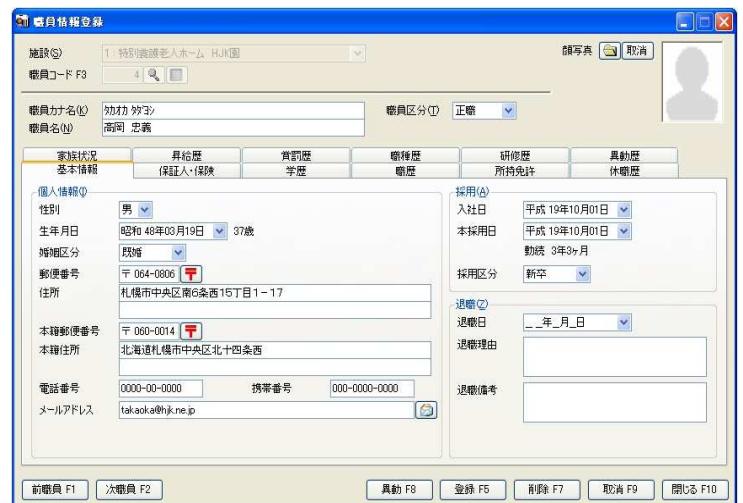 職員情報登録
施設(S) 1 : 特別養護老人ホーム HJK園 顔写真 取消
職員コード F3 4
職員カナ名(K) ﾀｶｵｶ ﾀﾀﾞﾖｼ 職員区分(T) 正職
職員名(N) 高岡 忠義
家族状況 昇給歴 賞罰歴 職種歴 研修歴 異動歴
基本情報 保証人・保険 学歴 職歴 所持免許 休職歴
個人情報(I) 採用(A)
性別 男 入社日 平成 19年10月01日
生年月日 昭和 48年03月19日 37歳 本採用日 平成 19年10月01日
婚姻区分 既婚 勤続 3年3ヶ月
郵便番号 〒 064-0806 採用区分 新卒
住所 札幌市中央区南6条西15丁目1-17
退職(Z)
本籍郵便番号 〒 060-0014 退職日 _ _年_月_日
本籍住所 北海道札幌市中央区北十四条西 退職理由
電話番号 0000-00-0000 携帯番号 000-0000-0000 退職備考
メールアドレス takaoka@hjk.ne.jp
前職員 F1 次職員 F2 異動 F8 登録 F5 削除 F7 取消 F9 閉じる F10